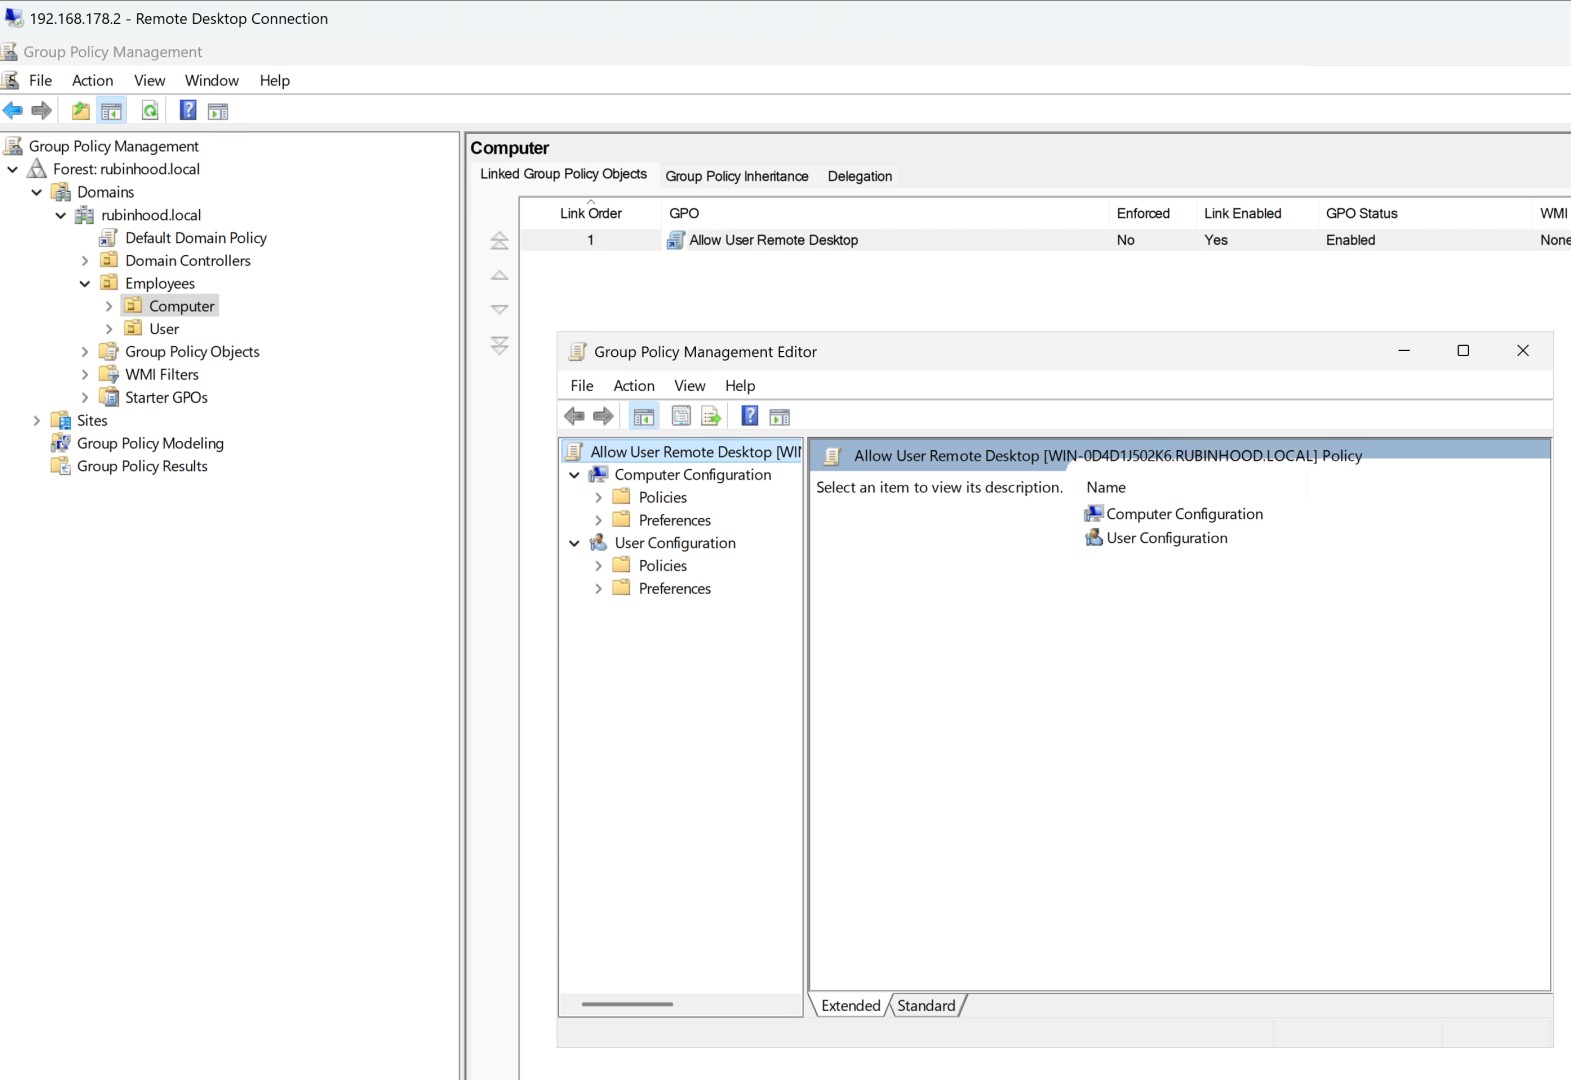 192.168.178.2 - Remote Desktop Connection
Group Policy Management
File Action View Window Help
Group Policy Management
Forest: rubinhood.local
Domains
rubinhood.local
Default Domain Policy
Domain Controllers
Employees
Computer
User
Group Policy Objects
WMI Filters
Starter GPOs
Sites
Group Policy Modeling
Group Policy Results
Computer
Linked Group Policy Objects Group Policy Inheritance Delegation
Link Order GPO Enforced Link Enabled GPO Status WMI
1 Allow User Remote Desktop No Yes Enabled None
Group Policy Management Editor
File Action View Help
Allow User Remote Desktop [WIN
Computer Configuration
Policies
Preferences
User Configuration
Policies
Preferences
Allow User Remote Desktop [WIN-0D4D1J502K6.RUBINHOOD.LOCAL] Policy
Select an item to view its description. Name
Computer Configuration
User Configuration
Extended Standard